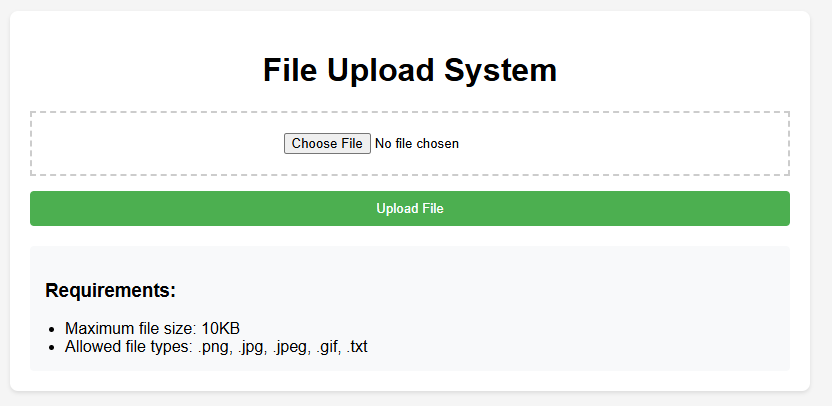 File Upload System
Choose File No file chosen
Upload File
Requirements:
• Maximum file size: 10KB
• Allowed file types: .png, .jpg, .jpeg, .gif, .txt